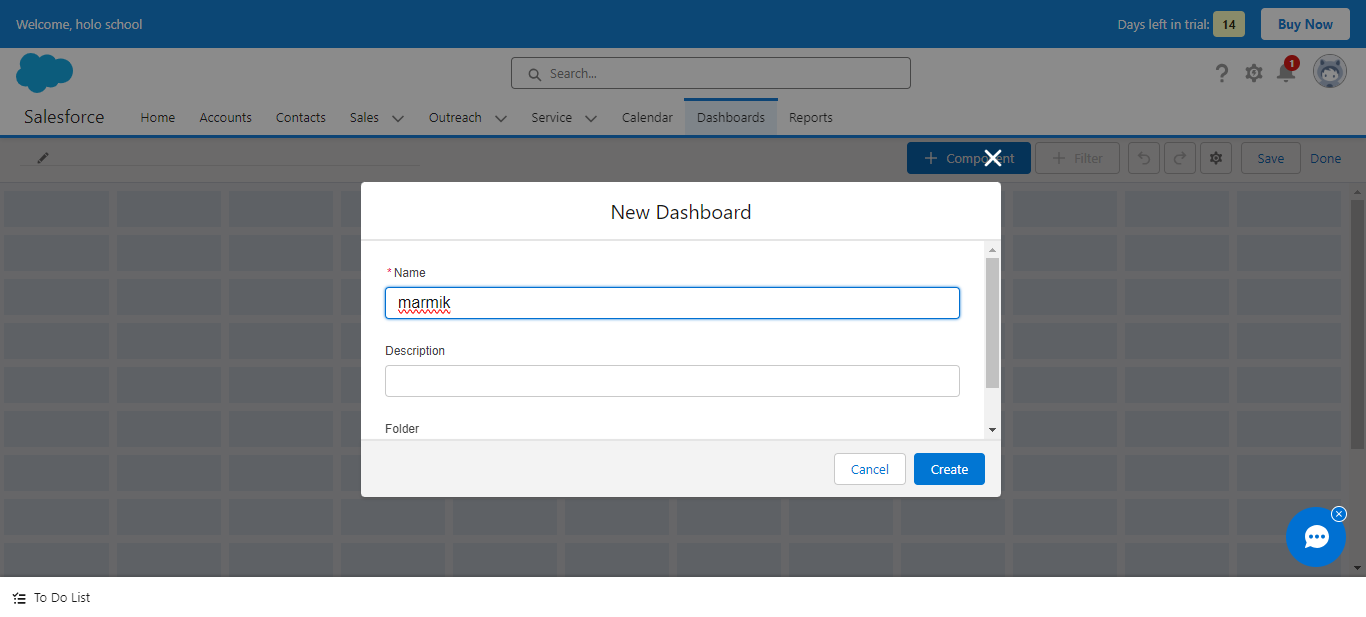 Welcome, holo school
Days left in trial: 14 Buy Now
Search...
1
Salesforce Home Accounts Contacts Sales Outreach Service Calendar Dashboards Reports
Component Filter Save Done
New Dashboard
* Name
marmik
Description
Folder
Cancel Create
To Do List